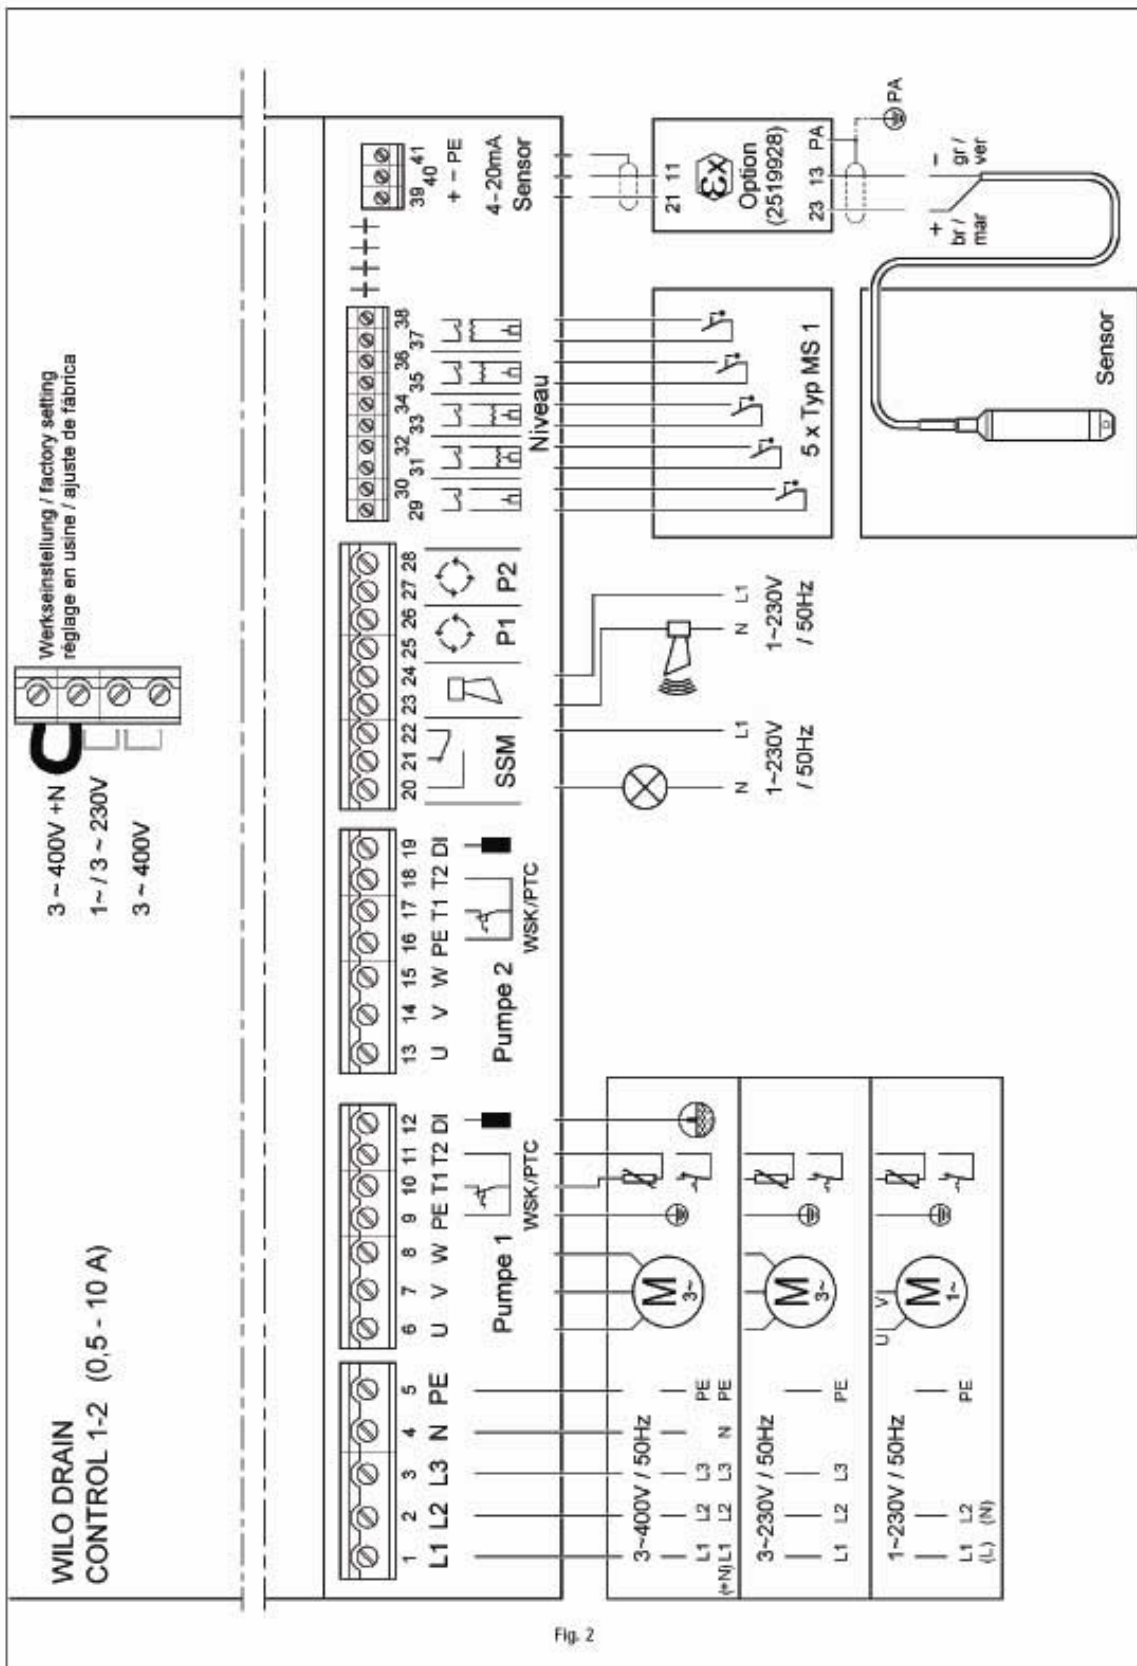 WILO DRAIN
CONTROL 1-2 (0,5 - 10 A)
3 ~ 400V +N
1~ / 3 ~ 230V
3 ~ 400V
Werkseinstellung / factory setting
réglage en usine / ajuste de fábrica
1 2 3 4 5
L1 L2 L3 N PE
6 7 8 9 10 11 12
U V W PE T1 T2 DI
Pumpe 1
WSK/PTC
13 14 15 16 17 18 19
U V W PE T1 T2 DI
Pumpe 2
WSK/PTC
20 21 22 23 24 25 26 27 28
SSM P1 P2
29 30 31 32 33 34 35 36 37 38
Niveau
39 40 41
+ - PE
4-20mA
Sensor
3~400V / 50Hz
L1 L2 L3 PE
(+N) L1 L2 L3 N PE
M
3~
3~230V / 50Hz
L1 L2 L3 PE
M
3~
1~230V / 50Hz
L1 L2 PE
(L) (N)
U V
M
1~
N L1
1~230V
/ 50Hz
N L1
1~230V
/ 50Hz
5 x Typ MS 1
21 11
Ex
Option
(2519928)
23 13 PA
PA
+ -
br / gr /
mar ver
Sensor
Fig. 2